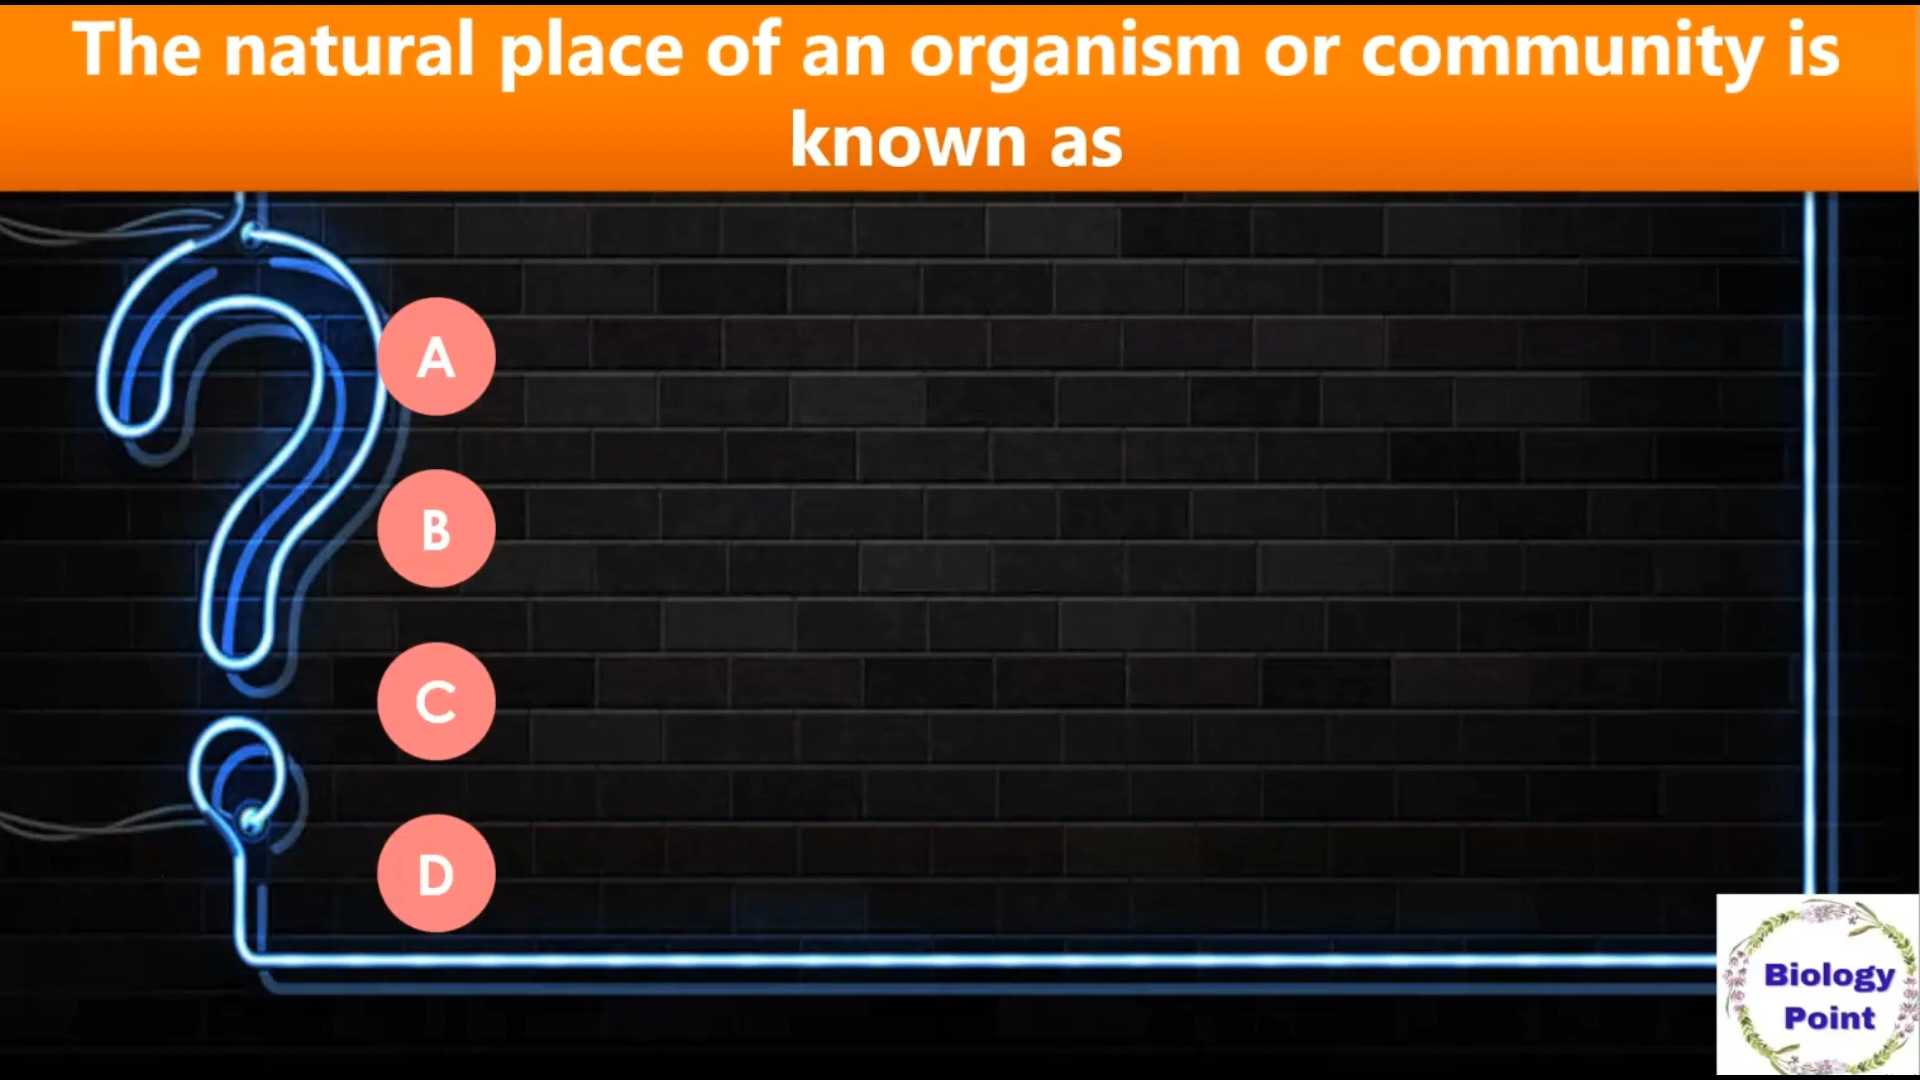 The natural place of an organism or community is
known as
A
B
C
D
Biology
Point